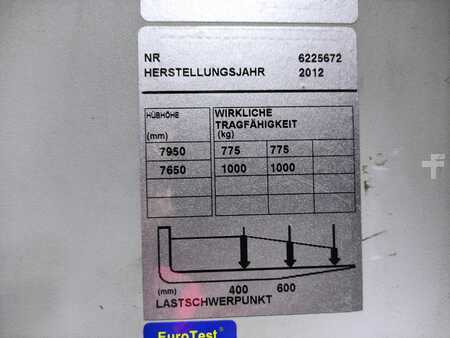 NR 6225672
HERSTELLUNGSJAHR 2012
HÜBHÖHE (mm) WIRKLICHE TRAGFÄHIGKEIT (kg)
7950 775 775
7650 1000 1000
(mm) 400 600
LASTSCHWERPUNKT
EuroTest